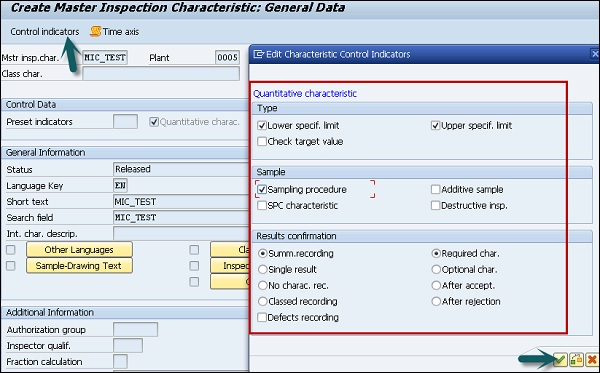 Create Master Inspection Characteristic: General Data
Control indicators Time axis
Mstr insp.char. MIC_TEST Plant 0005
Class char.
Control Data
Preset indicators Quantitative charac.
General Information
Status Released
Language Key EN
Short text MIC_TEST
Search field MIC_TEST
Int. char. descrip.
Other Languages Cla
Sample-Drawing Text Inspec
Additional Information
Authorization group
Inspector qualif.
Fraction calculation
Edit Characteristic Control Indicators
Quantitative characteristic
Type
Lower specif. limit Upper specif. limit
Check target value
Sample
Sampling procedure Additive sample
SPC characteristic Destructive insp.
Results confirmation
Summ.recording Required char.
Single result Optional char.
No charac. rec. After accept.
Classed recording After rejection
Defects recording